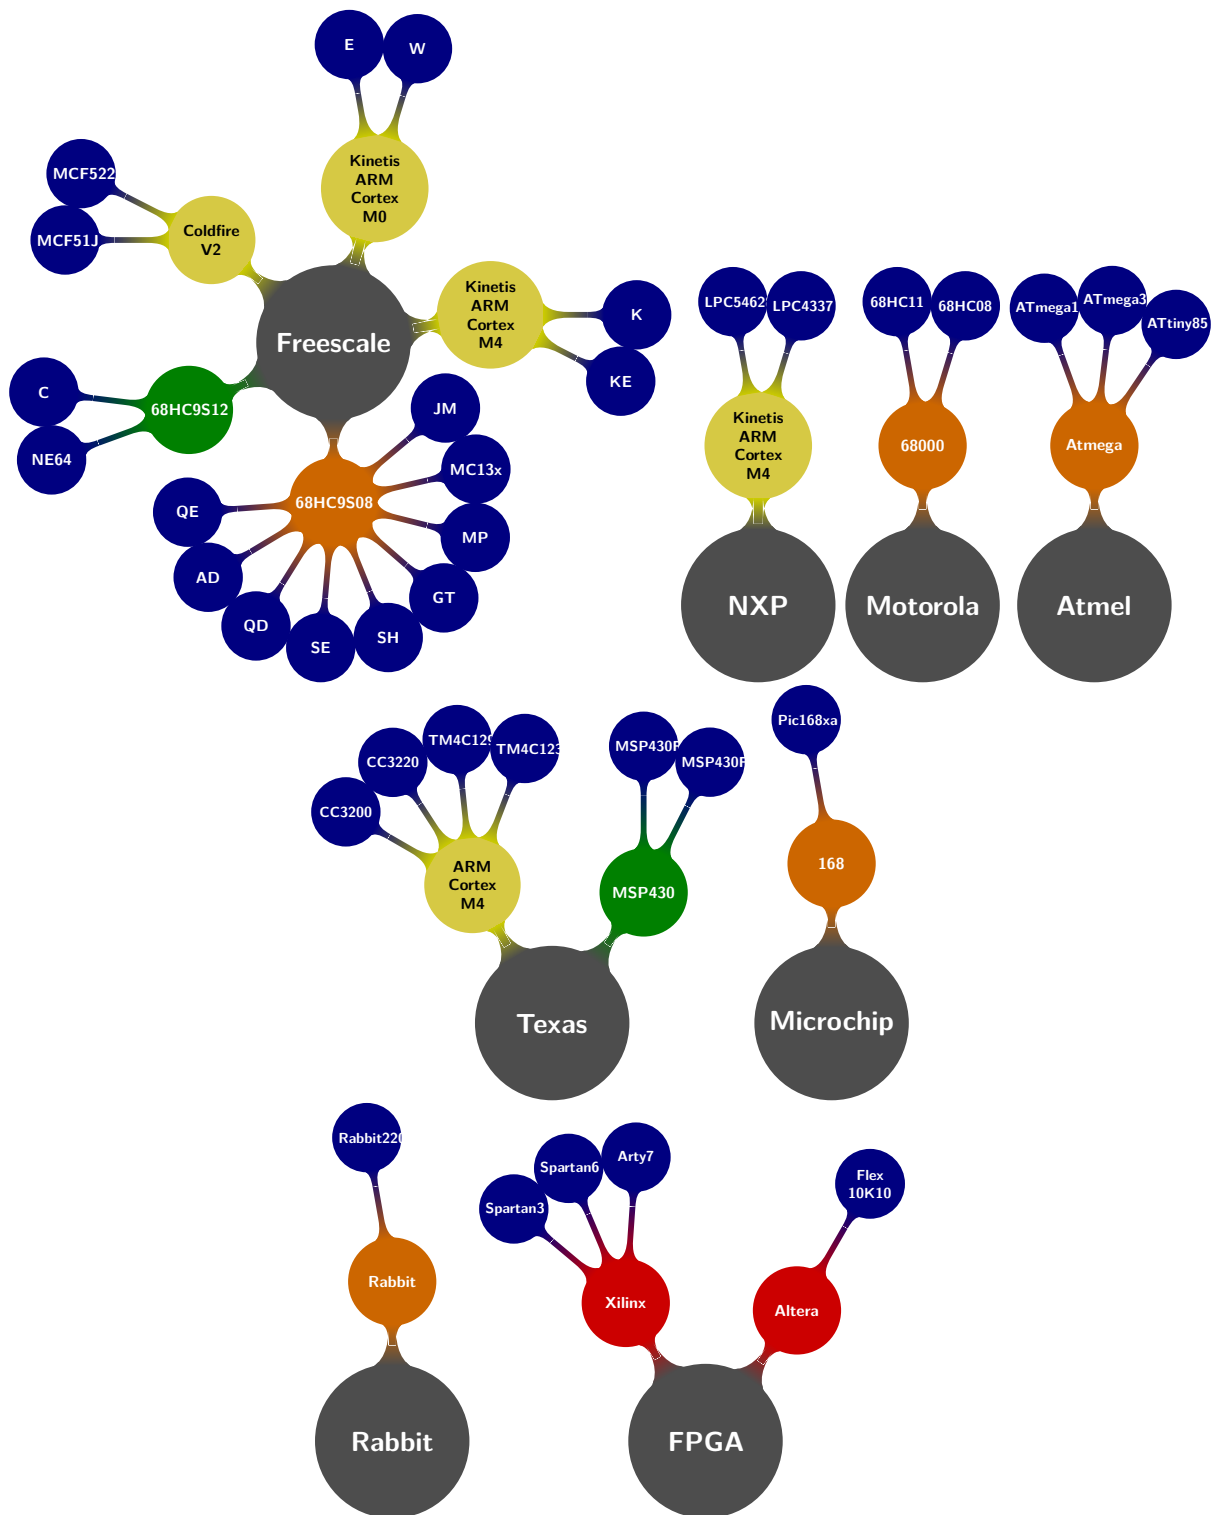 E
W
Kinetis
ARM
Cortex
M0
MCF522
MCF51J
Coldfire
V2
Freescale
Kinetis
ARM
Cortex
M4
K
KE
C
NE64
68HC9S12
68HC9S08
JM
MC13x
MP
GT
SH
SE
QD
AD
QE
LPC5462
LPC4337
Kinetis
ARM
Cortex
M4
NXP
68HC11
68HC08
68000
Motorola
ATmega1
ATmega3
ATtiny85
Atmega
Atmel
CC3200
CC3220
TM4C129
TM4C123
ARM
Cortex
M4
MSP430F
MSP430F
MSP430
Texas
Pic168xa
168
Microchip
Rabbit220
Rabbit
Rabbit
Spartan3
Spartan6
Arty7
Xilinx
Flex
10K10
Altera
FPGA